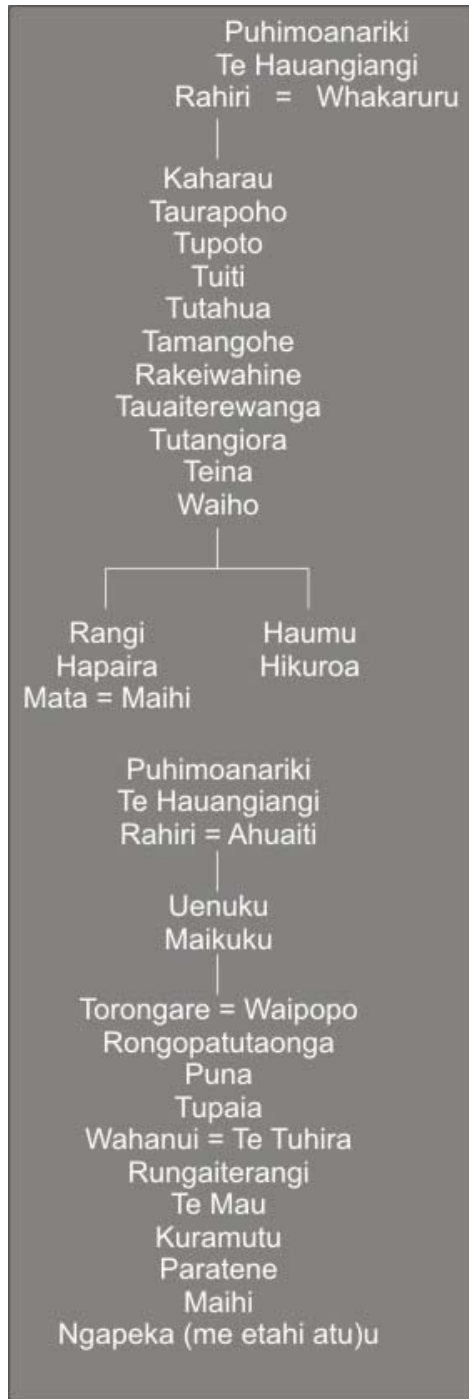 Puhimoanariki
Te Hauangiangi
Rahiri = Whakaruru
Kaharau
Taurapoho
Tupoto
Tuiti
Tutahua
Tamangohe
Rakeiwahine
Tauaiterewanga
Tutangiora
Teina
Waiho
Rangi Haumu
Hapaira Hikuroa
Mata = Maihi
Puhimoanariki
Te Hauangiangi
Rahiri = Ahuaiti
Uenuku
Maikuku
Torongare = Waipopo
Rongopatutaonga
Puna
Tupaia
Wahanui = Te Tuhira
Rungaiterangi
Te Mau
Kuramutu
Paratene
Maihi
Ngapeka (me etahi atu)u